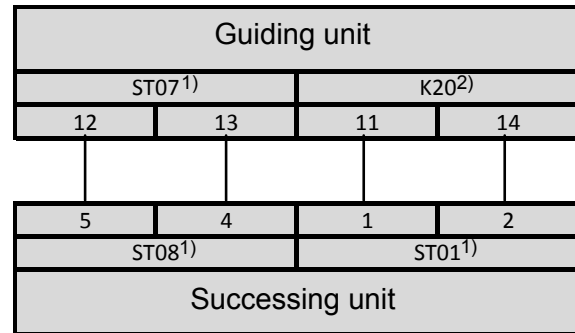 Guiding unit
ST07¹⁾ K20²⁾
12 13 11 14
5 4 1 2
ST08¹⁾ ST01¹⁾
Successing unit